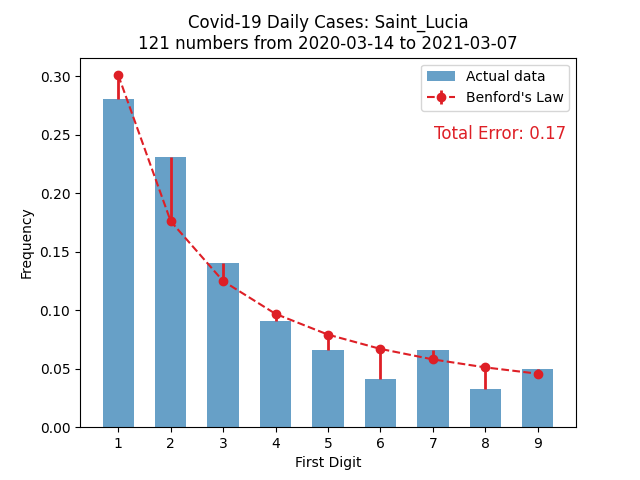 Covid-19 Daily Cases: Saint_Lucia
121 numbers from 2020-03-14 to 2021-03-07
Actual data
Benford's Law
Total Error: 0.17
Frequency
0.30
0.25
0.20
0.15
0.10
0.05
0.00
1 2 3 4 5 6 7 8 9
First Digit